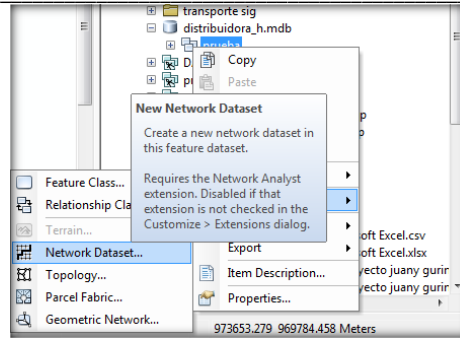 transporte sig
distribuidora_h.mdb
prueba
Copy
Paste
New Network Dataset
Create a new network dataset in
this feature dataset.
Requires the Network Analyst
extension. Disabled if that
extension is not checked in the
Customize > Extensions dialog.
Feature Class...
Relationship Cla
Terrain...
Network Dataset...
Topology...
Parcel Fabric...
Geometric Network...
Export
Item Description...
Properties...
oft Excel.csv
oft Excel.xlsx
yecto juany gurir
yecto juany gurir
973653.279 969784.458 Meters